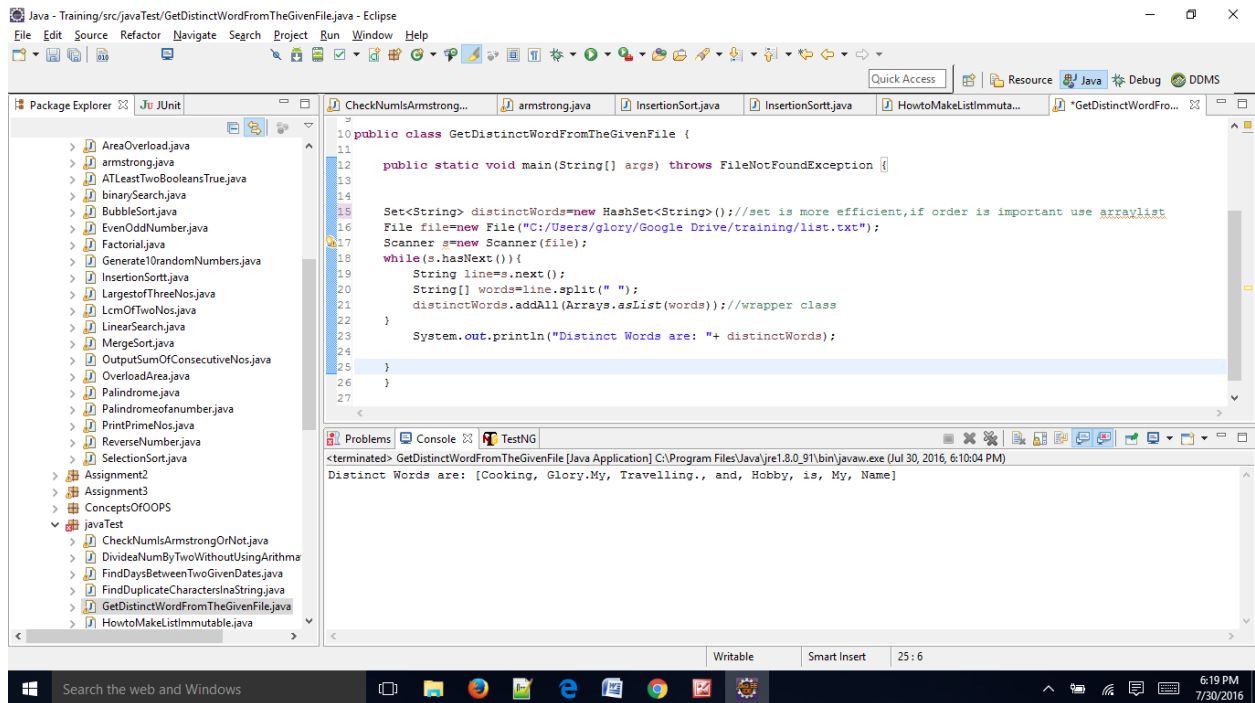 Java - Training/src/javaTest/GetDistinctWordFromTheGivenFile.java - Eclipse
File Edit Source Refactor Navigate Search Project Run Window Help
Quick Access Resource Java Debug DDMS
Package Explorer Ju JUnit
CheckNumIsArmstrong... armstrong.java InsertionSort.java InsertionSortt.java HowtoMakeListImmuta... *GetDistinctWordFro...
AreaOverload.java
armstrong.java
ATLeastTwoBooleansTrue.java
binarySearch.java
BubbleSort.java
EvenOddNumber.java
Factorial.java
Generate10randomNumbers.java
InsertionSortt.java
LargestofThreeNos.java
LcmOfTwoNos.java
LinearSearch.java
MergeSort.java
OutputSumOfConsecutiveNos.java
OverloadArea.java
Palindrome.java
Palindromeofanumber.java
PrintPrimeNos.java
ReverseNumber.java
SelectionSort.java
Assignment2
Assignment3
ConceptsOfOOPS
javaTest
CheckNumIsArmstrongOrNot.java
DivideaNumByTwoWithoutUsingArithma
FindDaysBetweenTwoGivenDates.java
FindDuplicateCharactersInaString.java
GetDistinctWordFromTheGivenFile.java
HowtoMakeListImmutable.java
9
10 public class GetDistinctWordFromTheGivenFile {
11
12 public static void main(String[] args) throws FileNotFoundException {
13
14
15 Set<String> distinctWords=new HashSet<String>();//set is more efficient,if order is important use arraylist
16 File file=new File("C:/Users/glory/Google Drive/training/list.txt");
17 Scanner s=new Scanner(file);
18 while(s.hasNext()){
19 String line=s.next();
20 String[] words=line.split(" ");
21 distinctWords.addAll(Arrays.asList(words));//wrapper class
22 }
23 System.out.println("Distinct Words are: "+ distinctWords);
24
25 }
26 }
27
Problems Console TestNG
<terminated> GetDistinctWordFromTheGivenFile [Java Application] C:\Program Files\Java\jre1.8.0_91\bin\javaw.exe (Jul 30, 2016, 6:10:04 PM)
Distinct Words are: [Cooking, Glory.My, Travelling., and, Hobby, is, My, Name]
Writable Smart Insert 25 : 6
Search the web and Windows
6:19 PM
7/30/2016